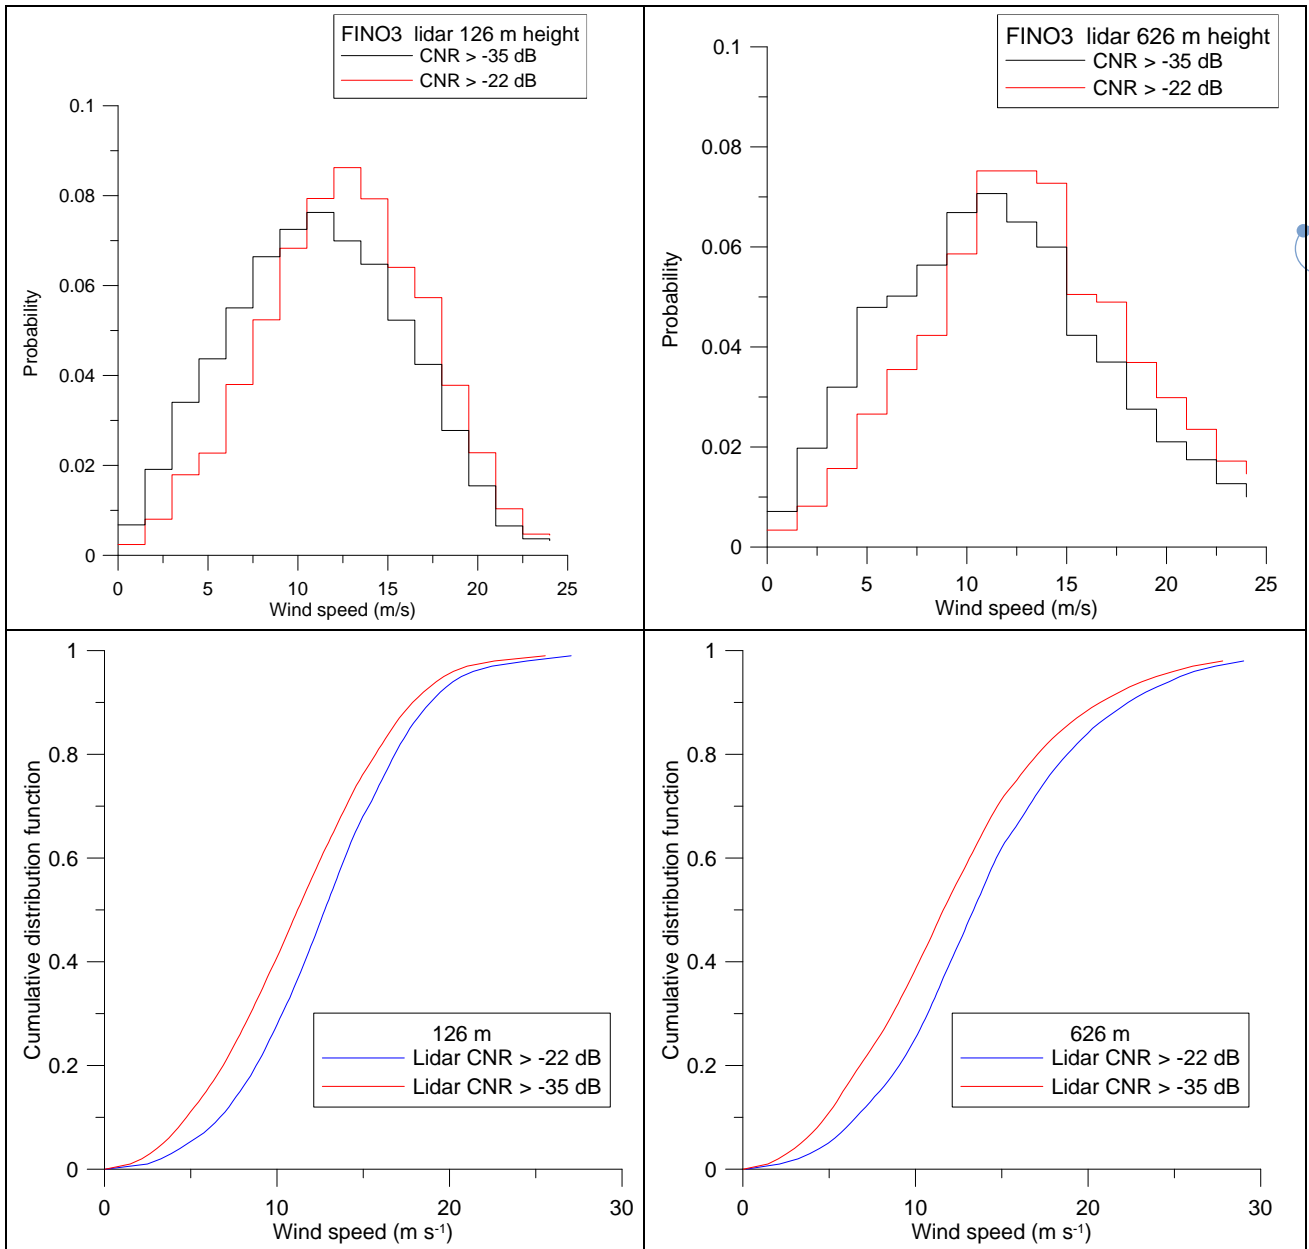 FINO3 lidar 126 m height
CNR > -35 dB
CNR > -22 dB
0.1
0.08
0.06
0.04
0.02
0
Probability
0 5 10 15 20 25
Wind speed (m/s)
FINO3 lidar 626 m height
CNR > -35 dB
CNR > -22 dB
0.1
0.08
0.06
0.04
0.02
0
Probability
0 5 10 15 20 25
Wind speed (m/s)
1
0.8
0.6
0.4
0.2
0
Cumulative distribution function
126 m
Lidar CNR > -22 dB
Lidar CNR > -35 dB
0 10 20 30
Wind speed (m s-1)
1
0.8
0.6
0.4
0.2
0
Cumulative distribution function
626 m
Lidar CNR > -22 dB
Lidar CNR > -35 dB
0 10 20 30
Wind speed (m s-1)